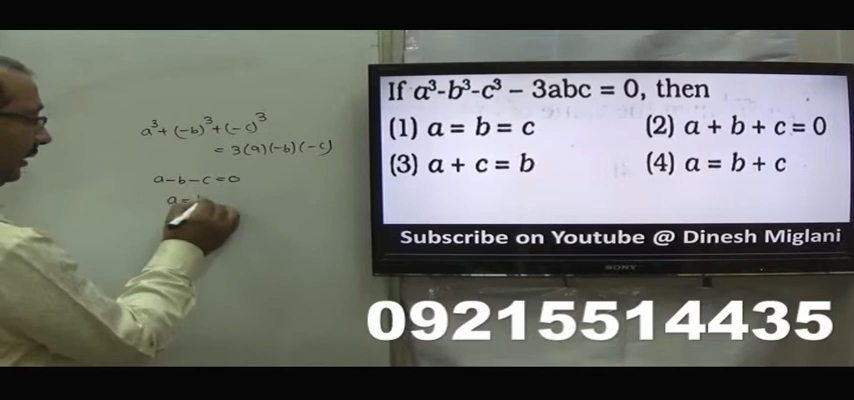 a³ + (-b)³ + (-c)³
= 3(a)(-b)(-c)
a - b - c = 0
a =
If a³-b³-c³ – 3abc = 0, then
(1) a = b = c
(2) a + b + c = 0
(3) a + c = b
(4) a = b + c
Subscribe on Youtube @ Dinesh Miglani
SONY
09215514435